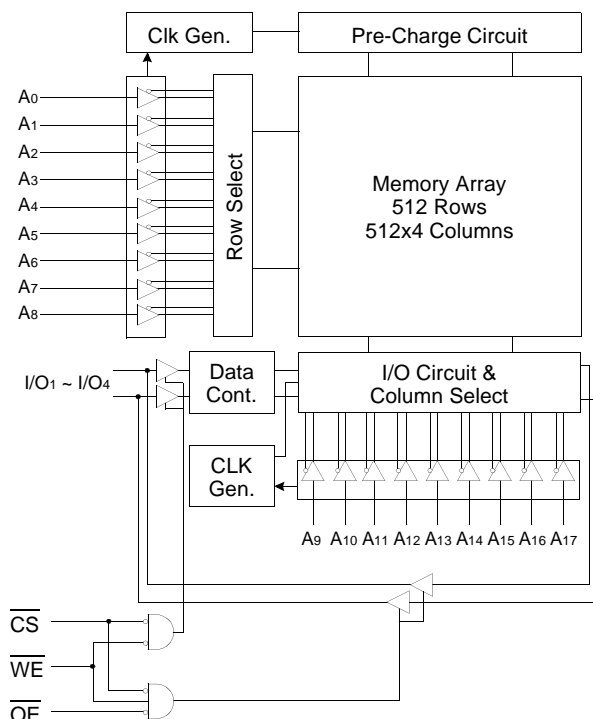 Clk Gen.
Pre-Charge Circuit
A0
A1
A2
A3
A4
A5
A6
A7
A8
Row Select
Memory Array
512 Rows
512x4 Columns
I/O1 ~ I/O4
Data
Cont.
I/O Circuit &
Column Select
CLK
Gen.
A9 A10 A11 A12 A13 A14 A15 A16 A17
CS
WE
OE